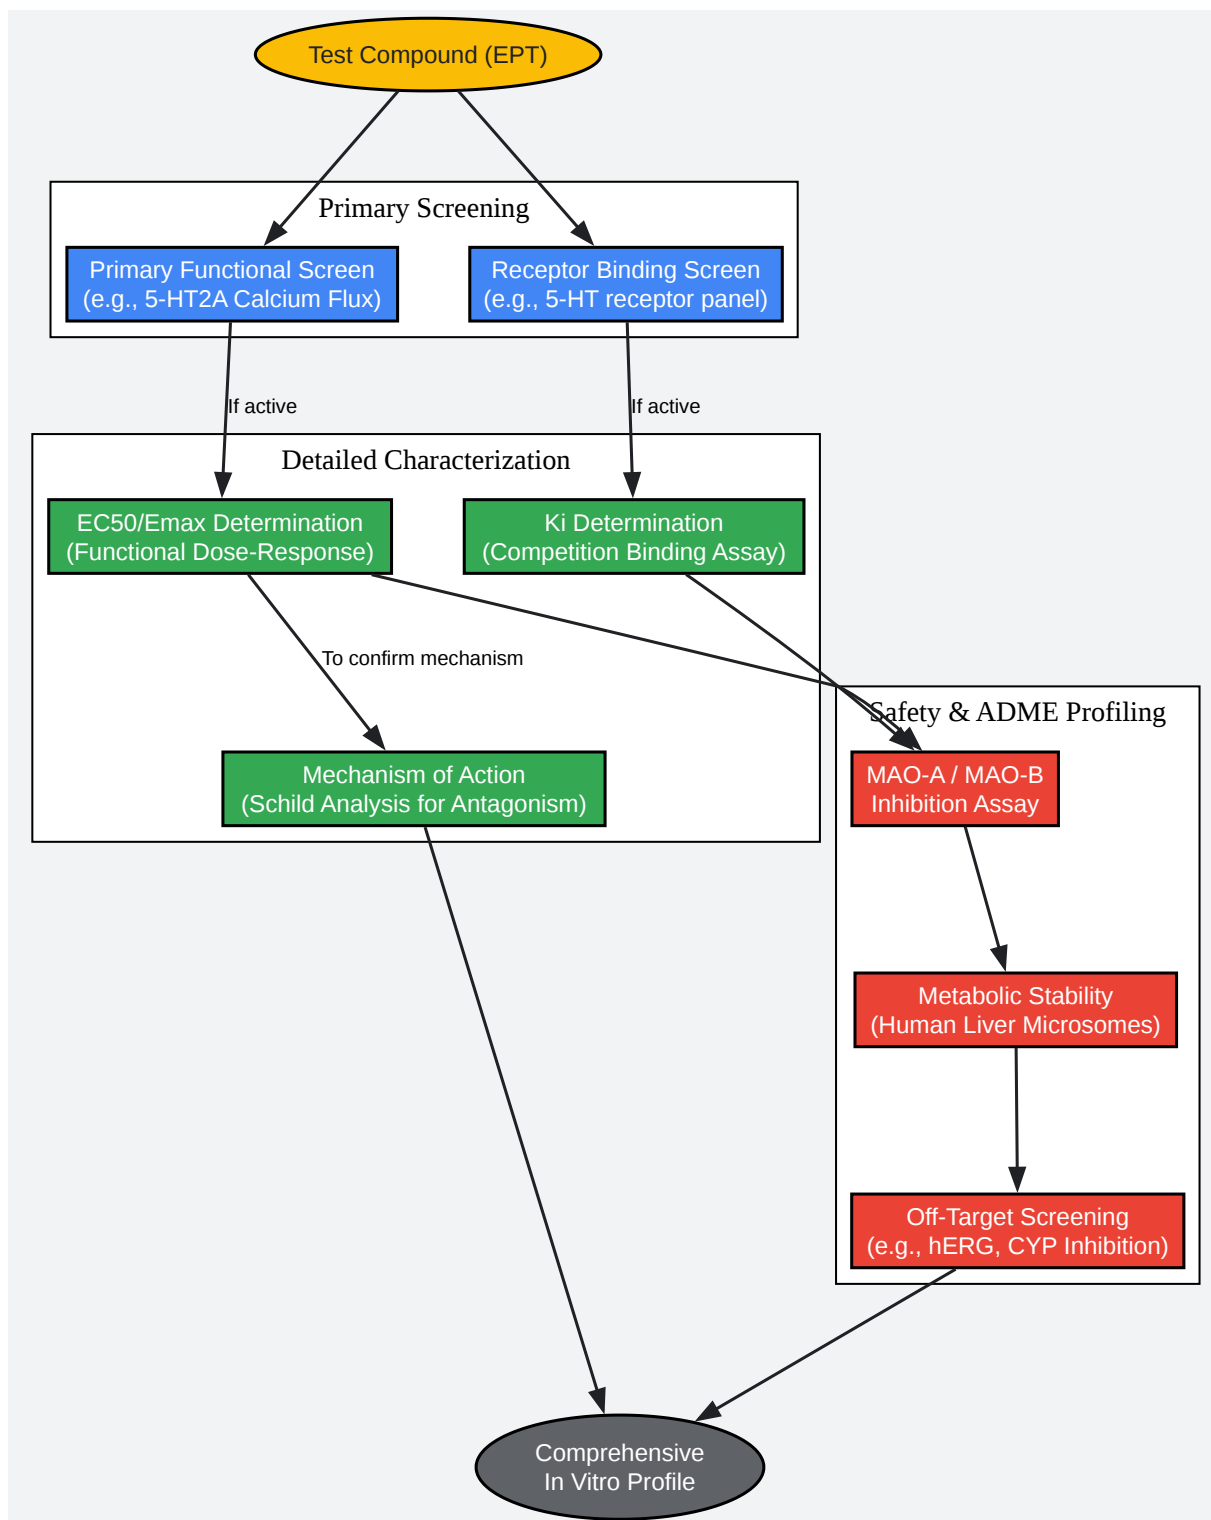 Test Compound (EPT)
Primary Screening
Primary Functional Screen
(e.g., 5-HT2A Calcium Flux)
Receptor Binding Screen
(e.g., 5-HT receptor panel)
If active
If active
Detailed Characterization
EC50/Emax Determination
(Functional Dose-Response)
Ki Determination
(Competition Binding Assay)
To confirm mechanism
Safety & ADME Profiling
Mechanism of Action
(Schild Analysis for Antagonism)
MAO-A / MAO-B
Inhibition Assay
Metabolic Stability
(Human Liver Microsomes)
Off-Target Screening
(e.g., hERG, CYP Inhibition)
Comprehensive
In Vitro Profile